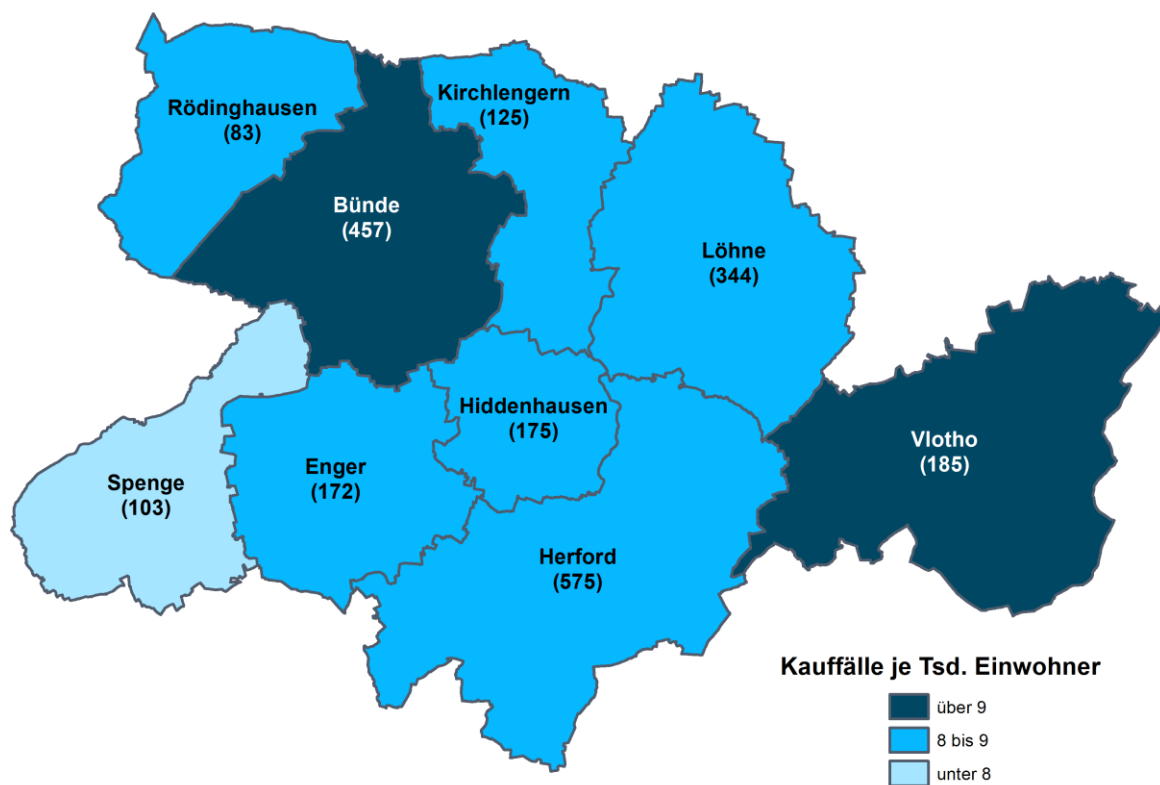 Rödinghausen
(83)
Kirchlengern
(125)
Bünde
(457)
Löhne
(344)
Hiddenhausen
(175)
Vlotho
(185)
Enger
(172)
Spenge
(103)
Herford
(575)
Kauffälle je Tsd. Einwohner
über 9
8 bis 9
unter 8